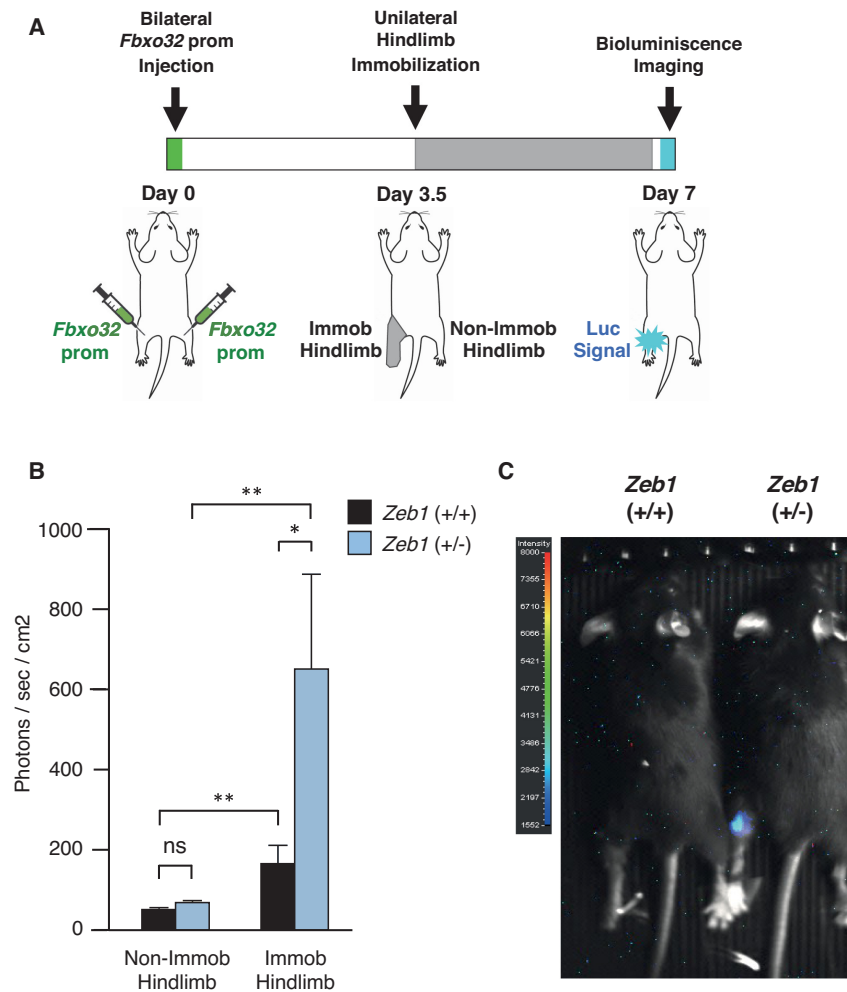 A
Bilateral
Fbxo32 prom
Injection
Unilateral
Hindlimb
Immobilization
Bioluminiscence
Imaging
Day 0
Day 3.5
Day 7
Fbxo32
prom
Fbxo32
prom
Immob
Hindlimb
Non-Immob
Hindlimb
Luc
Signal
B
**
*
Zeb1 (+/+)
Zeb1 (+/-)
1000
800
600
400
200
0
Photons / sec / cm2
**
ns
Non-Immob
Hindlimb
Immob
Hindlimb
C
Zeb1
(+/+)
Zeb1
(+/-)
Intensity
8000
7355
6710
6066
5421
4776
4131
3486
2842
2197
1552